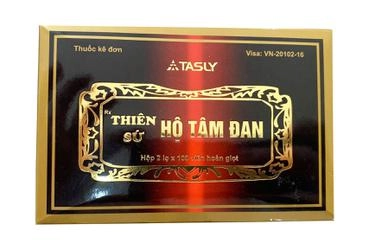 Thuốc kê đơn
Visa: VN-20102-16
TASLY
Rx
THIÊN SỨ
HỘ TÂM ĐAN
Hộp 2 lọ x 100 viên hoàn giọt